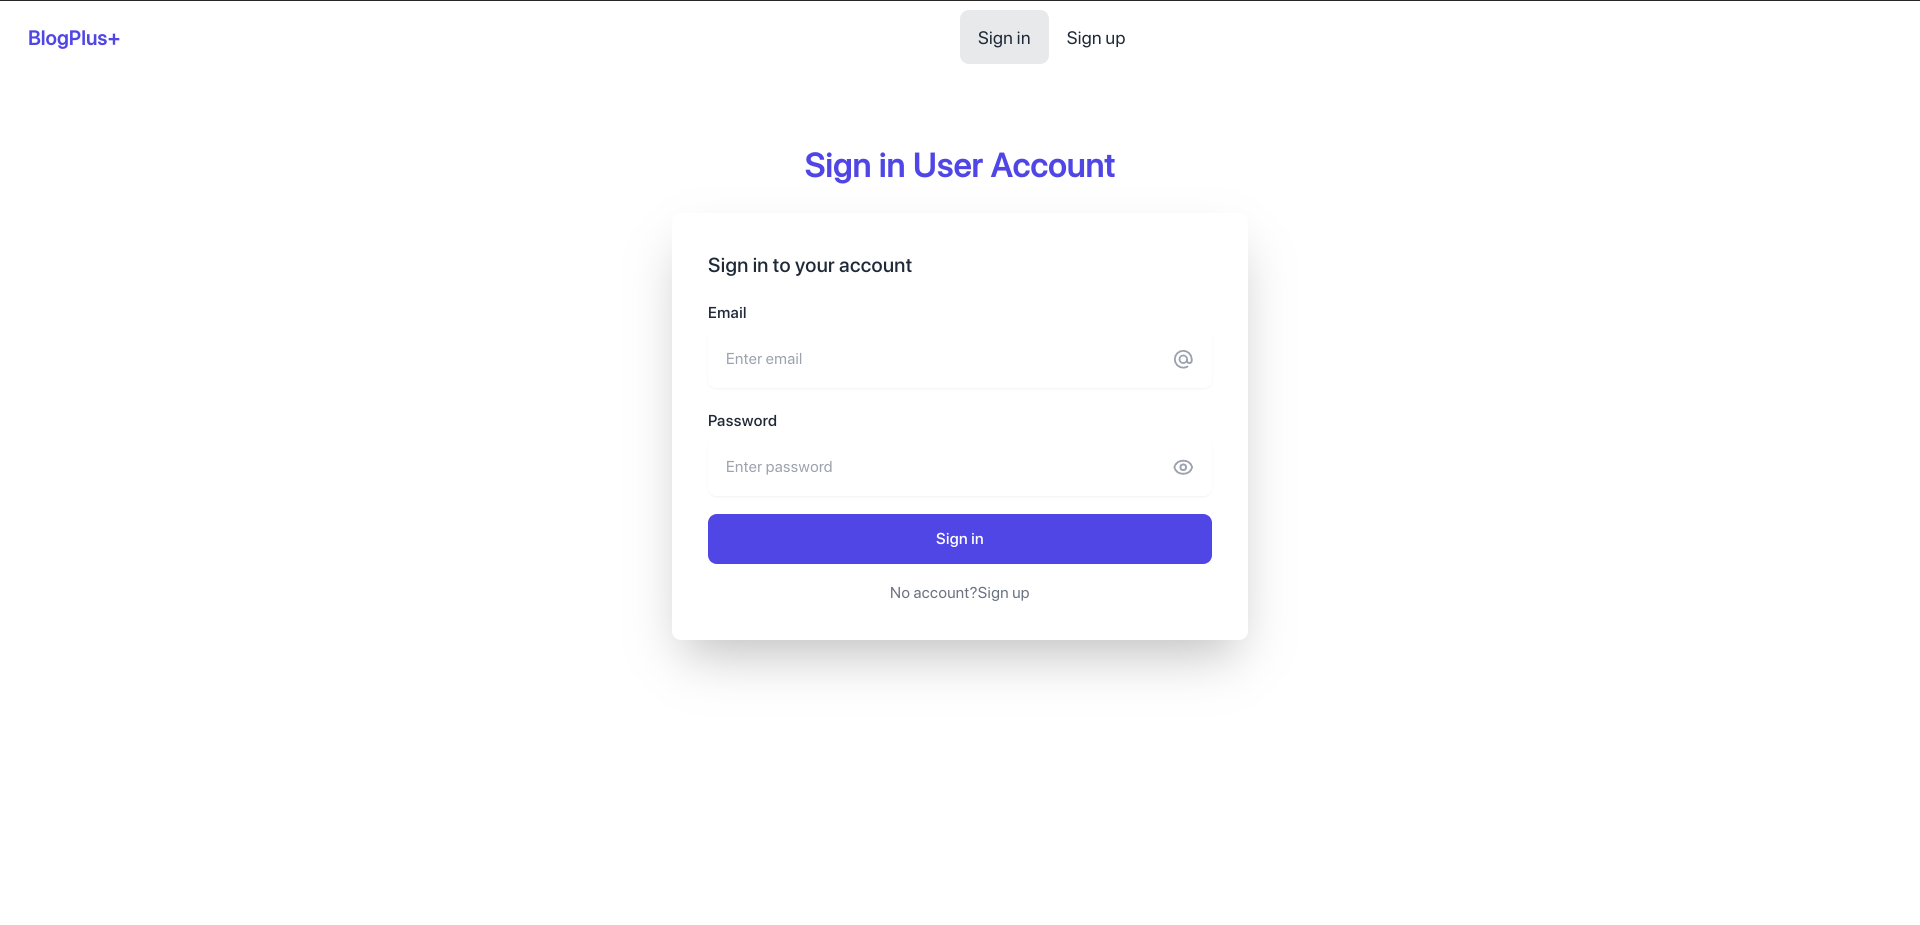 BlogPlus+
Sign in
Sign up
Sign in User Account
Sign in to your account
Email
Enter email
Password
Enter password
Sign in
No account?Sign up